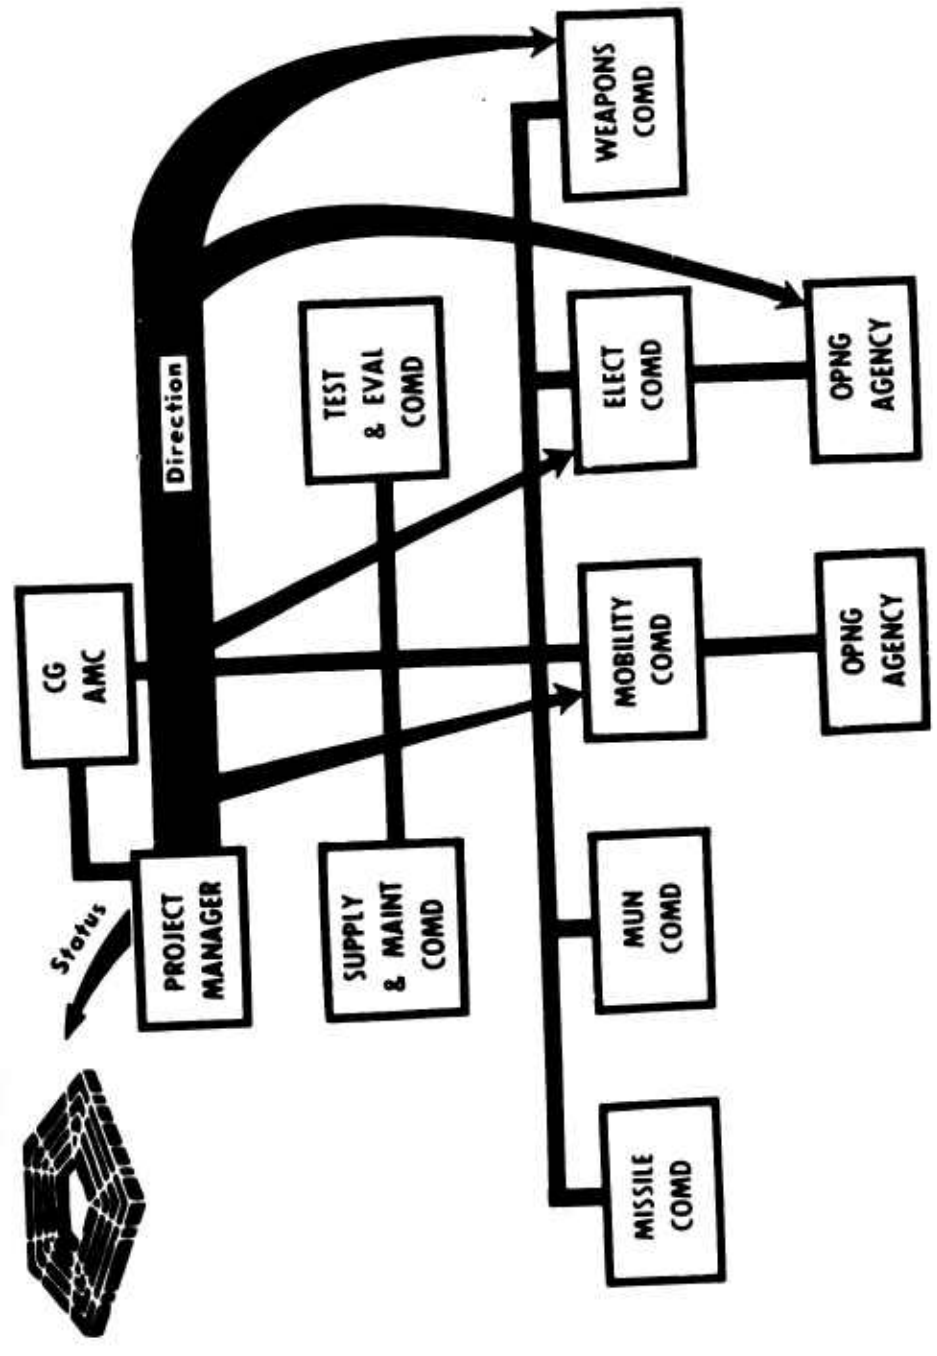 Status
CG
AMC
PROJECT
MANAGER
Direction
SUPPLY
& MAINT
COMD
TEST
& EVAL
COMD
MISSILE
COMD
MUN
COMD
MOBILITY
COMD
ELECT
COMD
WEAPONS
COMD
OPNG
AGENCY
OPNG
AGENCY